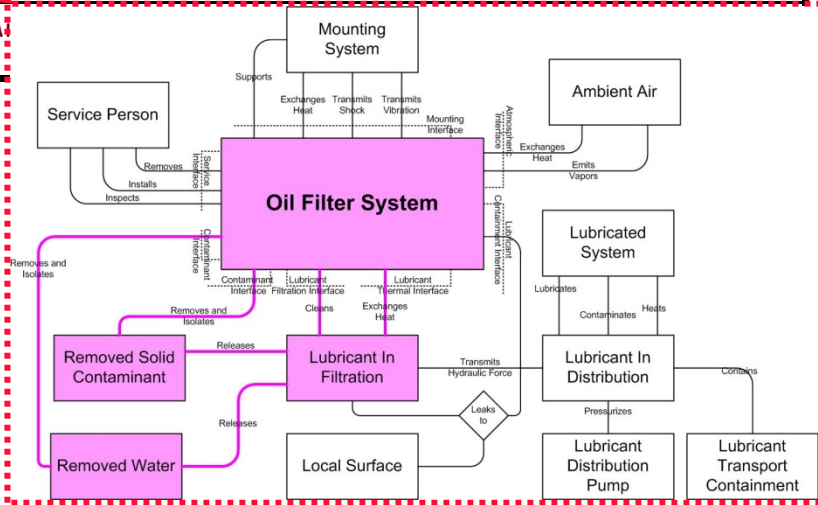 Mounting
System
Supports
Exchanges
Heat
Transmits
Shock
Transmits
Vibration
Mounting
Interface
Atmospheric
Interface
Ambient Air
Exchanges
Heat
Emits
Vapors
Service Person
Removes
Installs
Inspects
Service
Interface
Oil Filter System
Contaminant
Interface
Lubricant
Containment Interface
Contaminant
Interface
Lubricant
Filtration Interface
Lubricant
Thermal Interface
Removes and
Isolates
Removes and
Isolates
Cleans
Exchanges
Heat
Lubricated
System
Lubricates
Contaminates
Heats
Removed Solid
Contaminant
Releases
Lubricant In
Filtration
Transmits
Hydraulic Force
Lubricant In
Distribution
Contains
Releases
Leaks
to
Pressurizes
Removed Water
Local Surface
Lubricant
Distribution
Pump
Lubricant
Transport
Containment